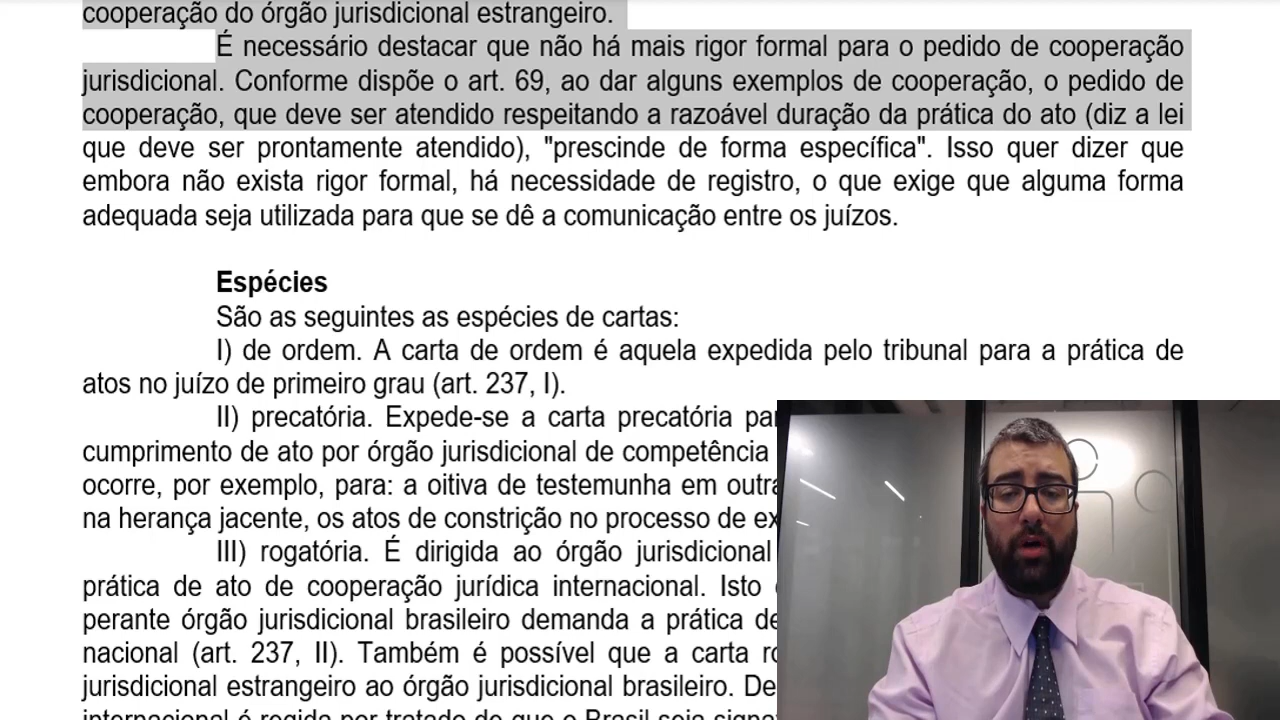 cooperação do órgão jurisdicional estrangeiro.
É necessário destacar que não há mais rigor formal para o pedido de cooperação
jurisdicional. Conforme dispõe o art. 69, ao dar alguns exemplos de cooperação, o pedido de
cooperação, que deve ser atendido respeitando a razoável duração da prática do ato (diz a lei
que deve ser prontamente atendido), "prescinde de forma específica". Isso quer dizer que
embora não exista rigor formal, há necessidade de registro, o que exige que alguma forma
adequada seja utilizada para que se dê a comunicação entre os juízos.
Espécies
São as seguintes as espécies de cartas:
I) de ordem. A carta de ordem é aquela expedida pelo tribunal para a prática de
atos no juízo de primeiro grau (art. 237, I).
II) precatória. Expede-se a carta precatória
cumprimento de ato por órgão jurisdicional de competência
ocorre, por exemplo, para: a oitiva de testemunha em
na herança jacente, os atos de constrição no processo de
III) rogatória. É dirigida ao órgão jurisdicional
prática de ato de cooperação jurídica internacional. Isto
perante órgão jurisdicional brasileiro demanda a prática
nacional (art. 237, II). Também é possível que a carta
jurisdicional estrangeiro ao órgão jurisdicional brasileiro.
internacional é regida por tratado de que o Brasil seja